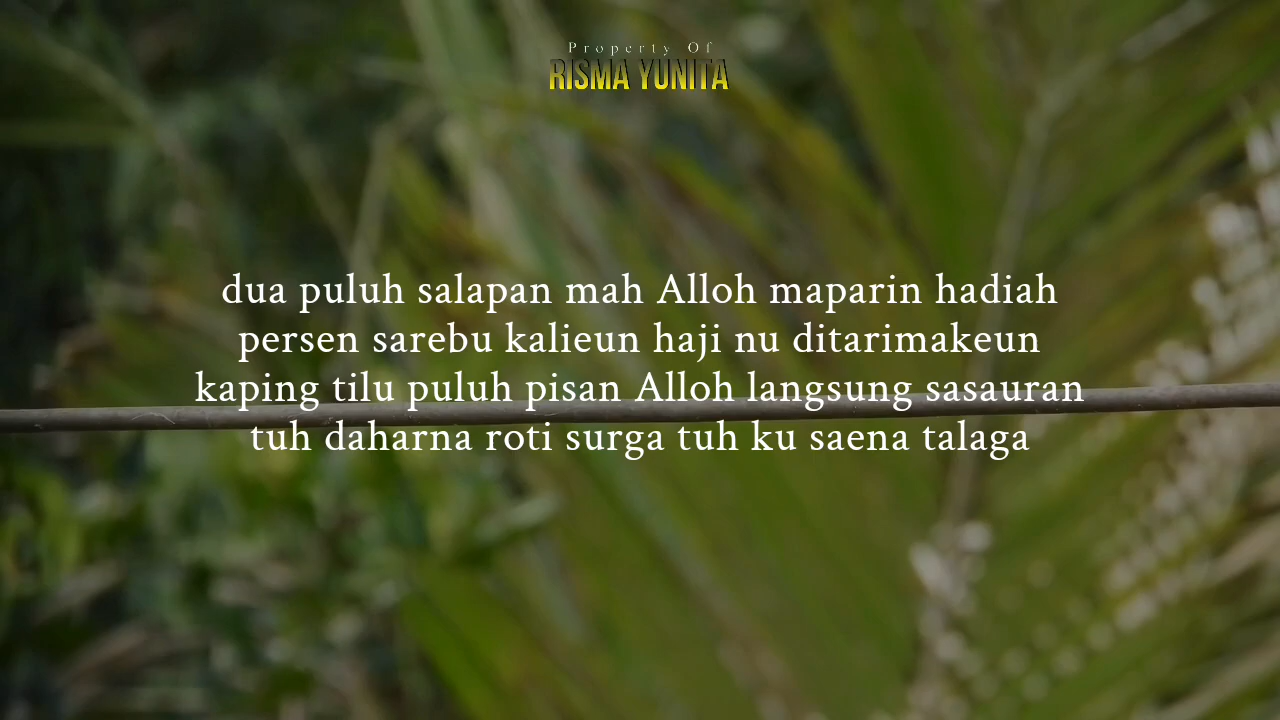 Property Of
RISMA YUNITA
dua puluh salapan mah Alloh maparin hadiah
persen sarebu kalieun haji nu ditarimakeun
kaping tilu puluh pisan Alloh langsung sasauran
tuh daharna roti surga tuh ku saena talaga